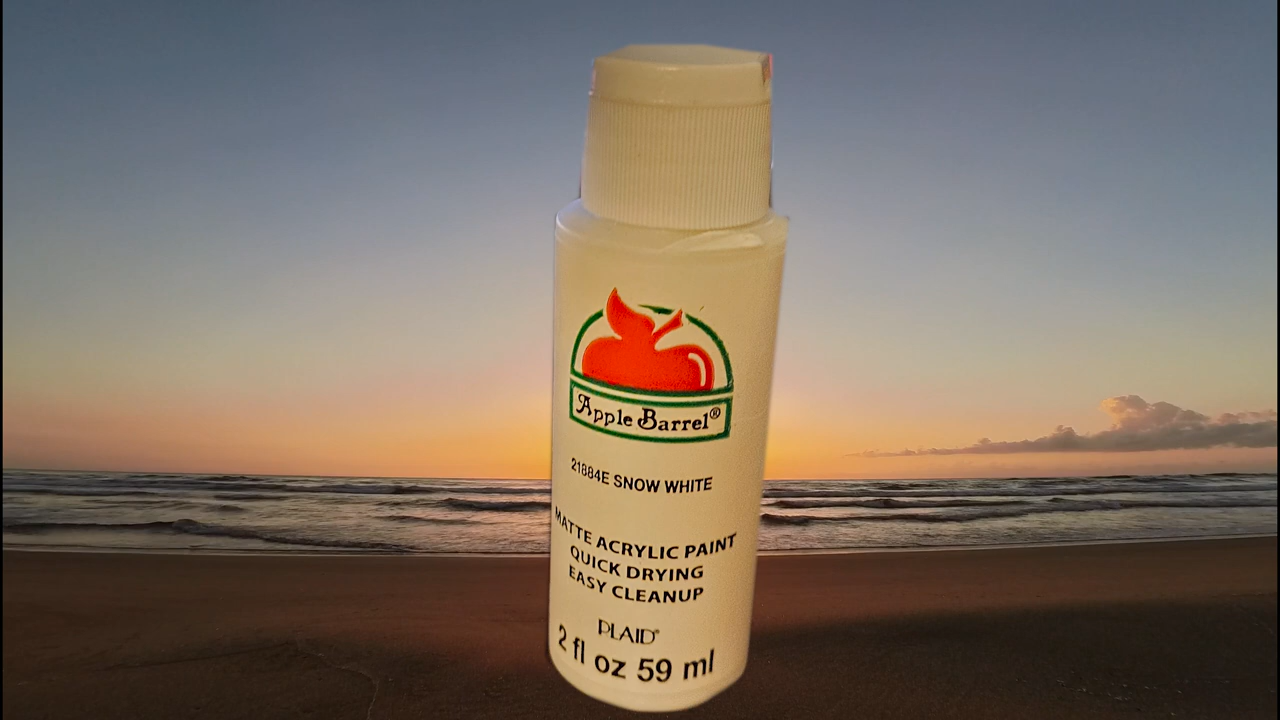 Apple Barrel®
21884E SNOW WHITE
MATTE ACRYLIC PAINT
QUICK DRYING
EASY CLEANUP
PLAID®
2 fl oz 59 ml